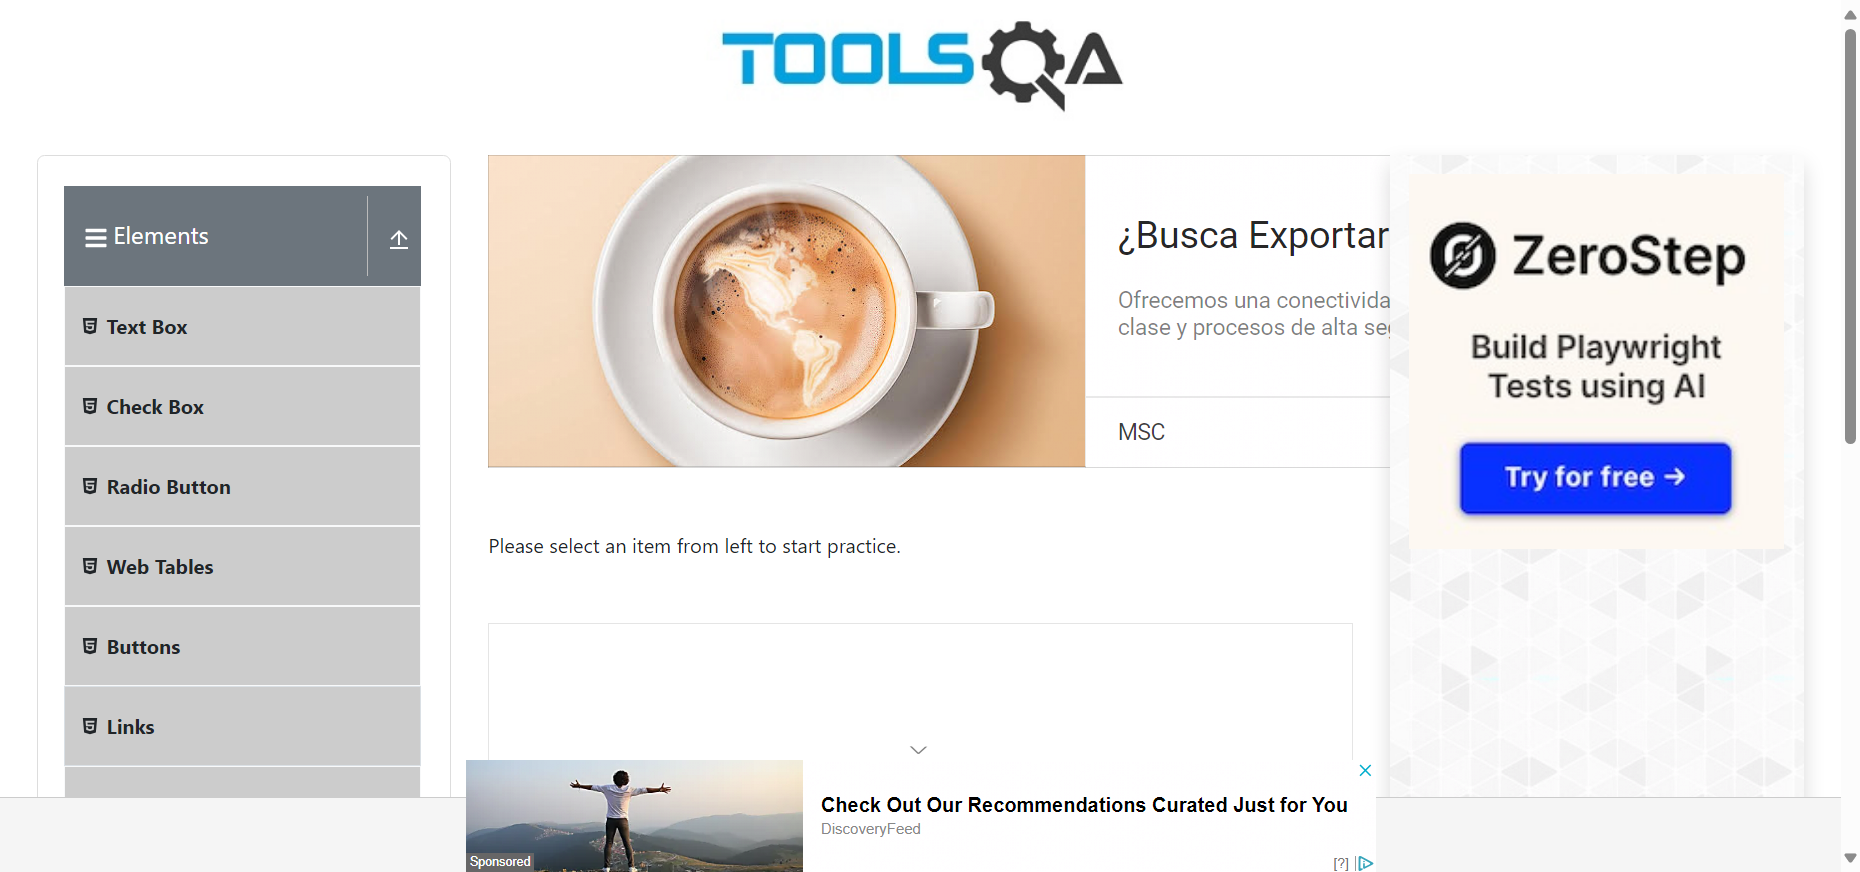 TOOLSQA
Elements
Text Box
Check Box
Radio Button
Web Tables
Buttons
Links
¿Busca Exportar
Ofrecemos una conectivida
clase y procesos de alta se
MSC
Please select an item from left to start practice.
ZeroStep
Build Playwright
Tests using AI
Try for free →
Check Out Our Recommendations Curated Just for You
DiscoveryFeed
Sponsored
[?]